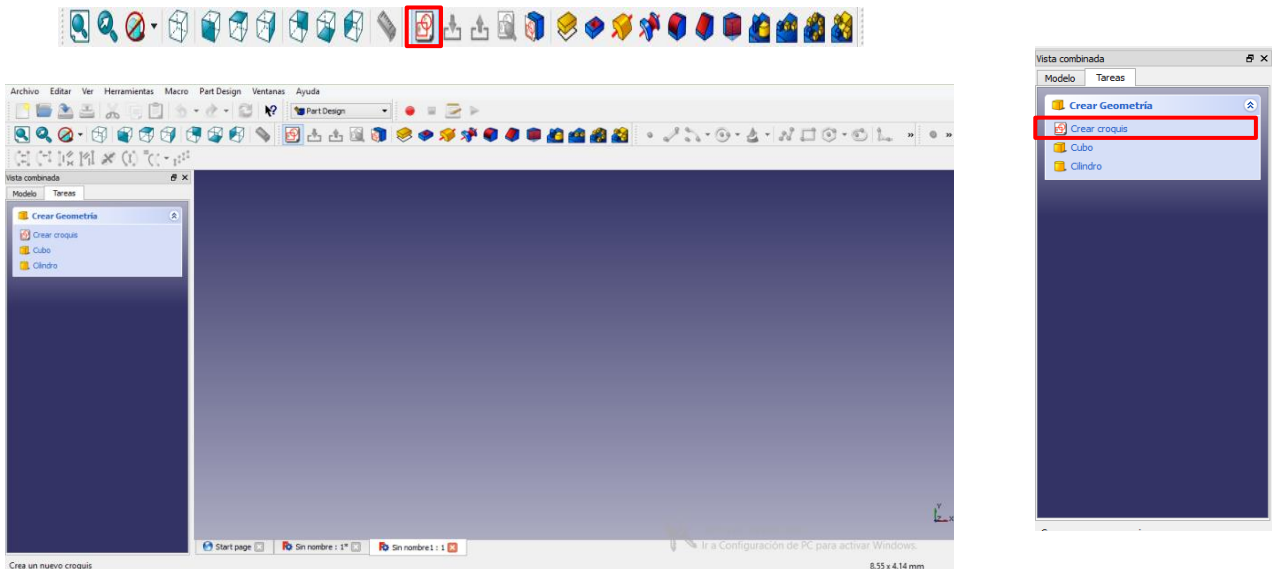 Archivo Editar Ver Herramientas Macro Part Design Ventanas Ayuda
Part Design
Vista combinada
Modelo Tareas
Crear Geometría
Crear croquis
Cubo
Cilindro
Y
Z X
Ir a Configuración de PC para activar Windows.
Start page Sin nombre : 1* Sin nombre1 : 1
Crea un nuevo croquis 8.55 x 4.14 mm
Vista combinada
Modelo Tareas
Crear Geometría
Crear croquis
Cubo
Cilindro